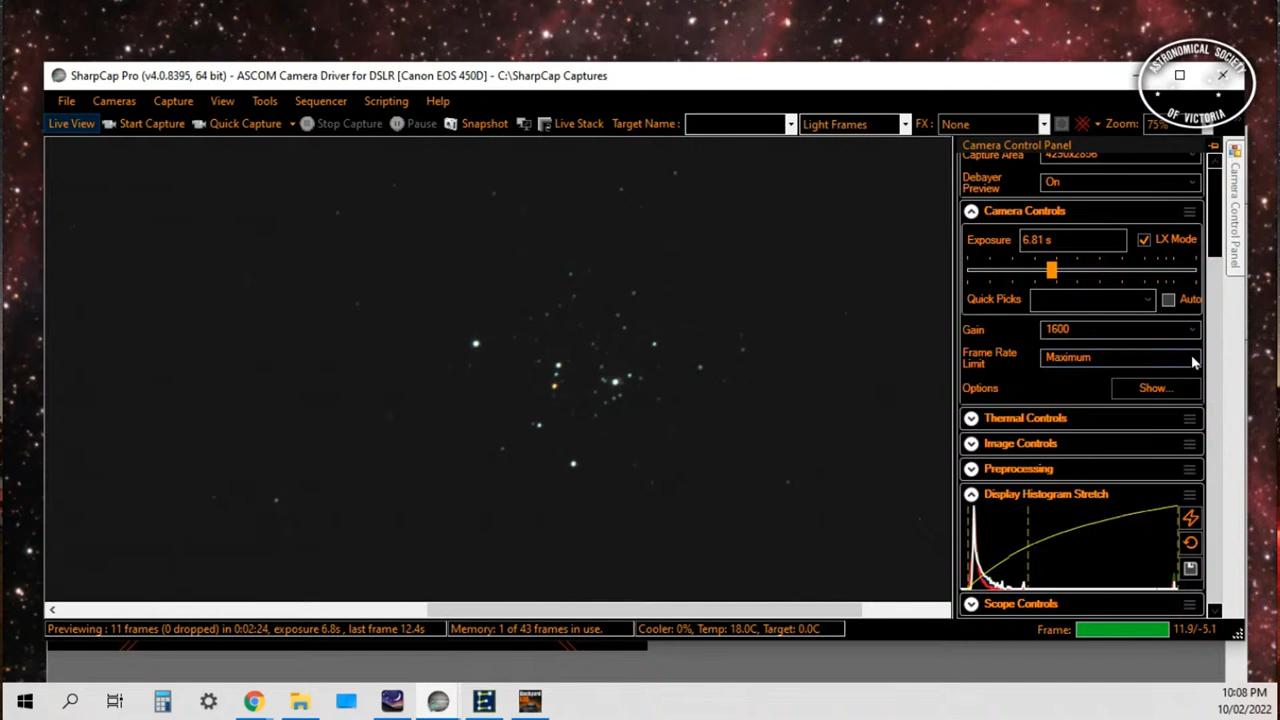 ASTRONOMICAL SOCIETY
OF VICTORIA
SharpCap Pro (v4.0.8395, 64 bit) - ASCOM Camera Driver for DSLR [Canon EOS 450D] - C:\SharpCap Captures
File Cameras Capture View Tools Sequencer Scripting Help
Live View Start Capture Quick Capture Stop Capture Pause Snapshot Live Stack Target Name: Light Frames FX: None Zoom: 75%
Camera Control Panel
Capture Area 4290x2856
Debayer Preview On
Camera Controls
Exposure 6.81 s LX Mode
Quick Picks Auto
Gain 1600
Frame Rate Limit Maximum
Options Show...
Thermal Controls
Image Controls
Preprocessing
Display Histogram Stretch
Scope Controls
Camera Control Panel
Previewing : 11 frames (0 dropped) in 0:02:24, exposure 6.8s , last frame 12.4s Memory: 1 of 43 frames in use. Cooler: 0%, Temp: 18.0C, Target: 0.0C Frame: 11.9/-5.1
10:08 PM
10/02/2022